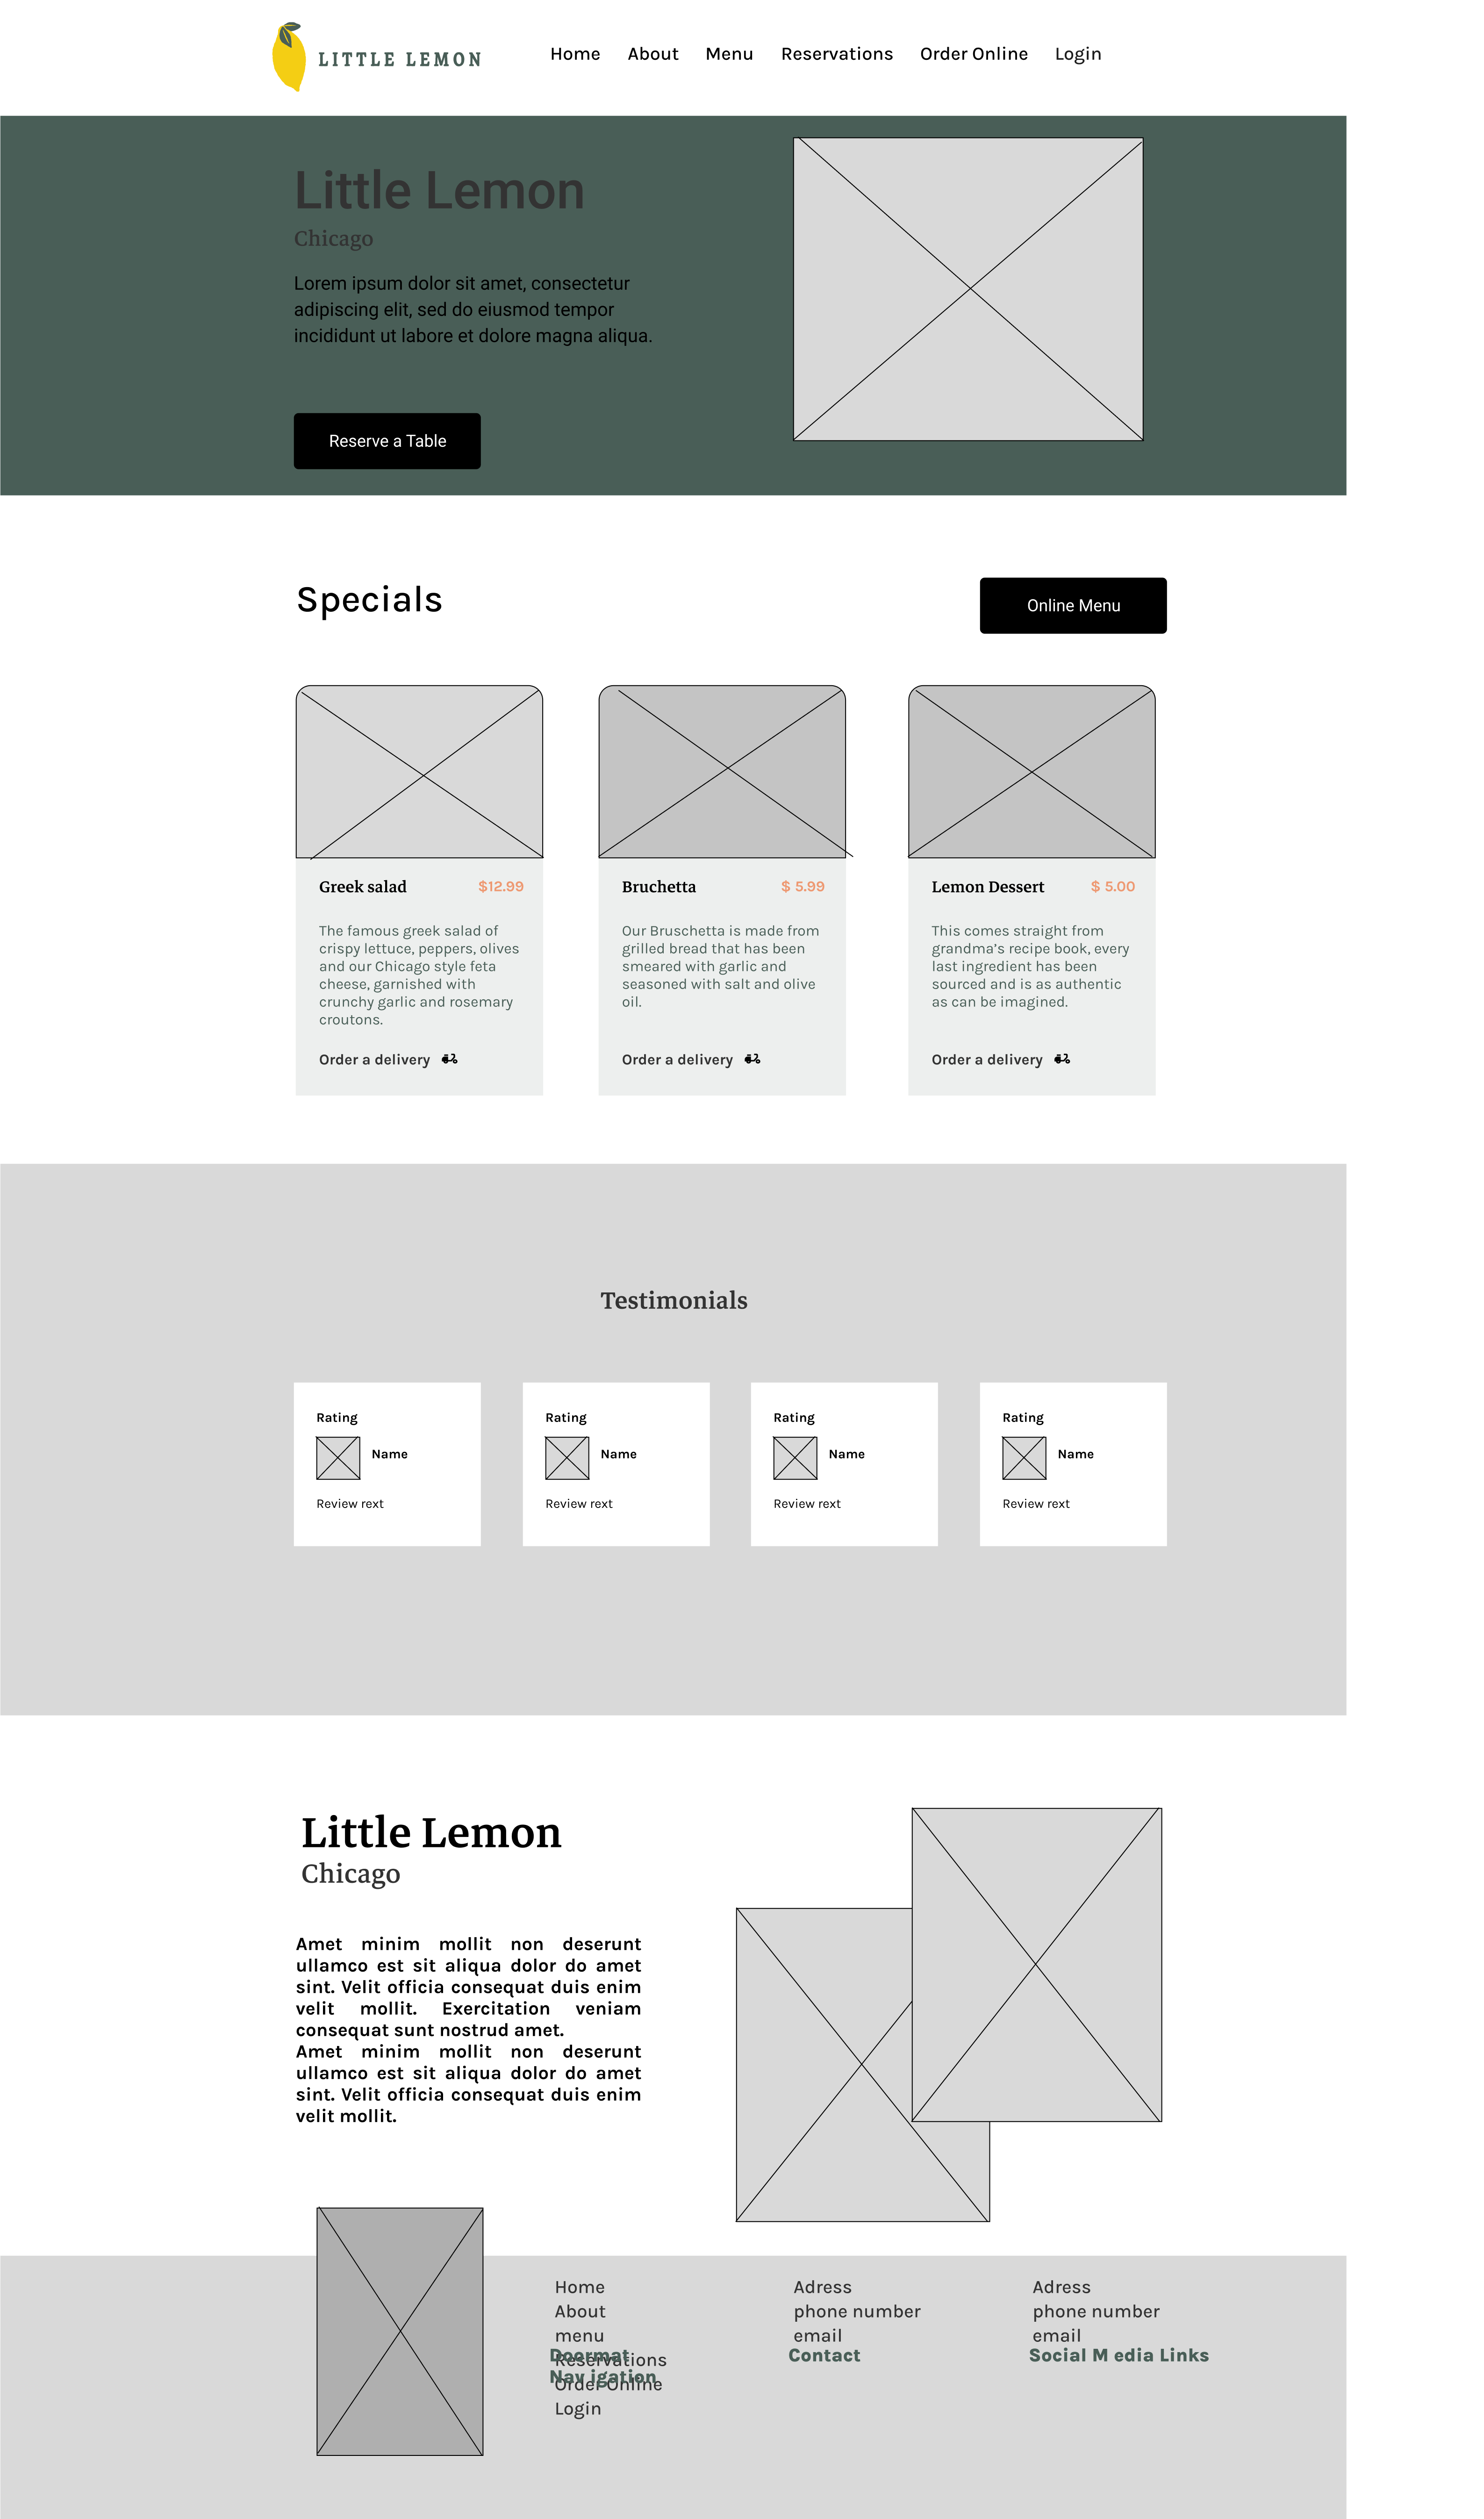 LITTLE LEMON
Home About Menu Reservations Order Online Login
Little Lemon
Chicago
Lorem ipsum dolor sit amet, consectetur
adipiscing elit, sed do eiusmod tempor
incididunt ut labore et dolore magna aliqua.
Reserve a Table
Specials
Online Menu
Greek salad $12.99
The famous greek salad of
crispy lettuce, peppers, olives
and our Chicago style feta
cheese, garnished with
crunchy garlic and rosemary
croutons.
Order a delivery
Bruchetta $ 5.99
Our Bruschetta is made from
grilled bread that has been
smeared with garlic and
seasoned with salt and olive
oil.
Order a delivery
Lemon Dessert $ 5.00
This comes straight from
grandma’s recipe book, every
last ingredient has been
sourced and is as authentic
as can be imagined.
Order a delivery
Testimonials
Rating
Name
Review rext
Rating
Name
Review rext
Rating
Name
Review rext
Rating
Name
Review rext
Little Lemon
Chicago
Amet minim mollit non deserunt
ullamco est sit aliqua dolor do amet
sint. Velit officia consequat duis enim
velit mollit. Exercitation veniam
consequat sunt nostrud amet.
Amet minim mollit non deserunt
ullamco est sit aliqua dolor do amet
sint. Velit officia consequat duis enim
velit mollit.
Home
About
menu
Doormat
Reservations
Nav igation
Order Online
Login
Adress
phone number
email
Contact
Adress
phone number
email
Social M edia Links